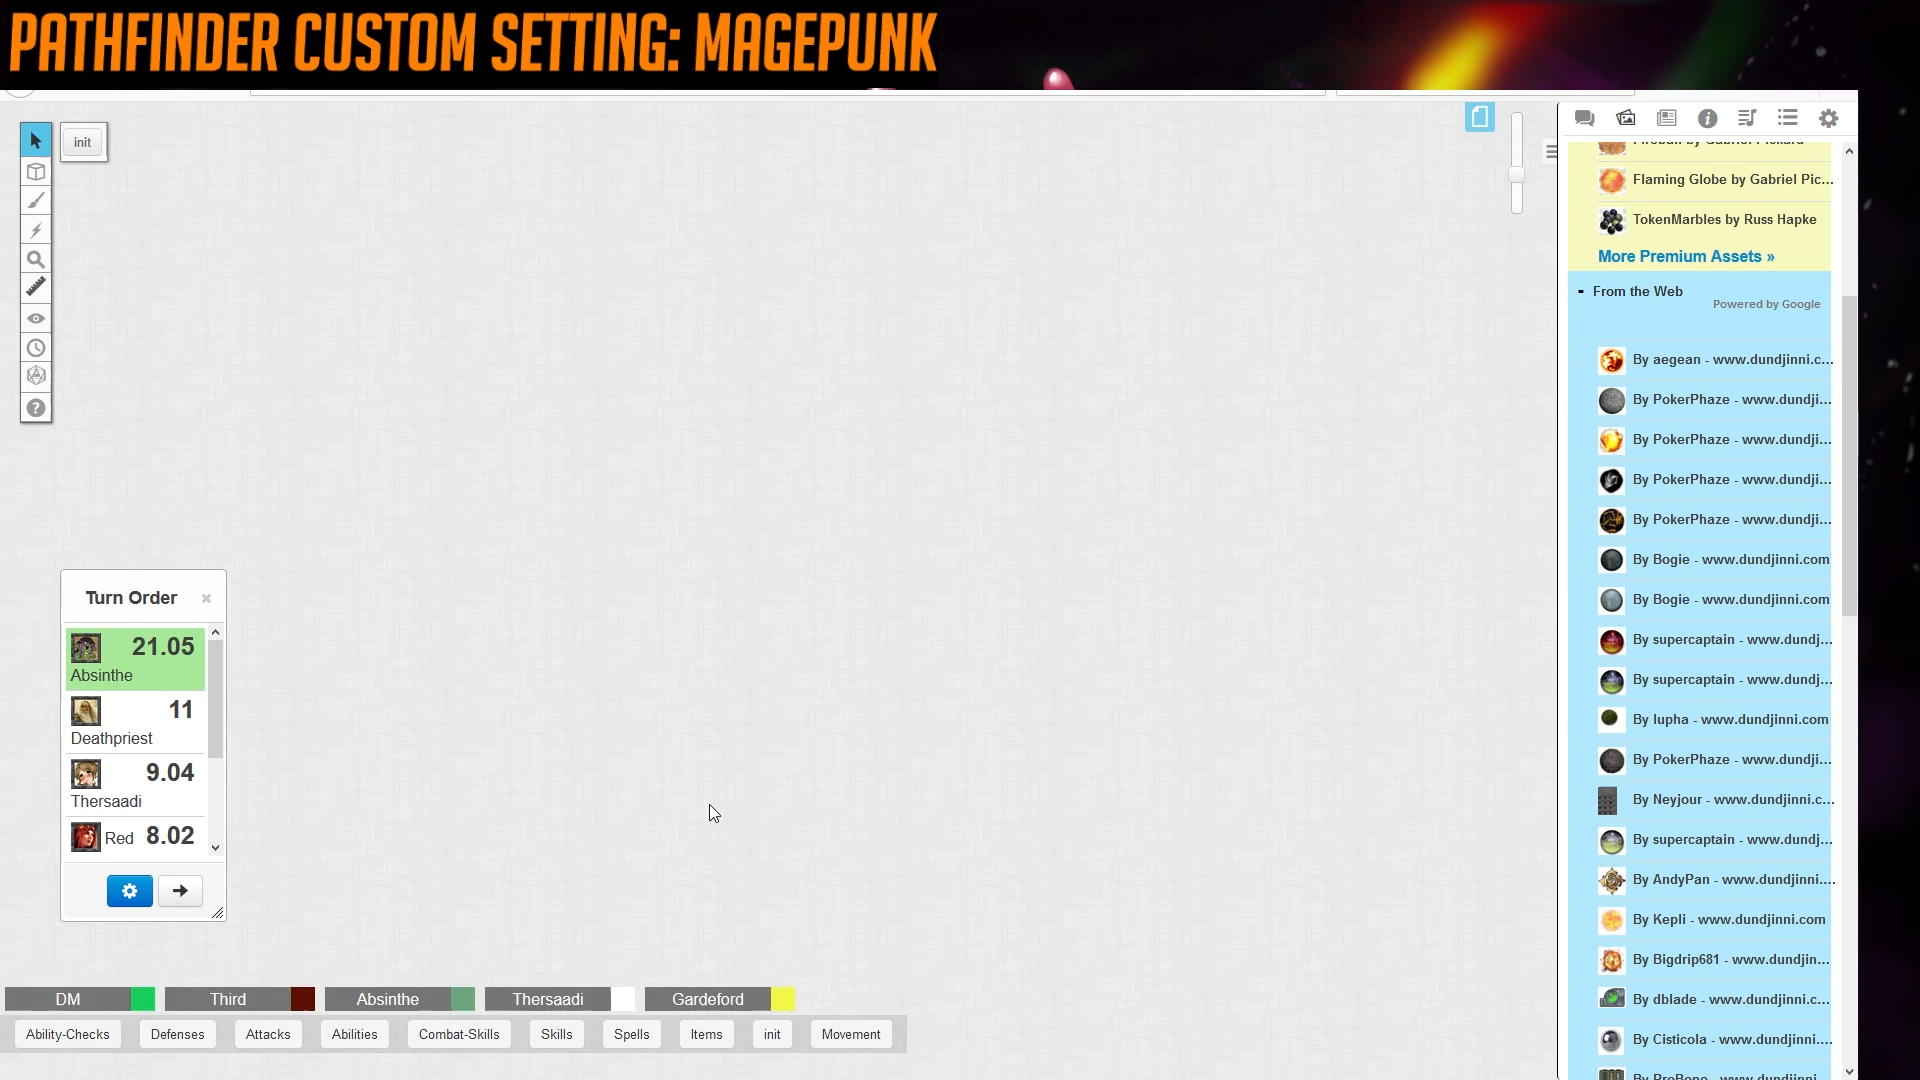 PATHFINDER CUSTOM SETTING: MAGEPUNK
init
Flaming Globe by Gabriel Pic...
TokenMarbles by Russ Hapke
More Premium Assets »
- From the Web
Powered by Google
By aegean - www.dundjinni.c...
By PokerPhaze - www.dundji...
By PokerPhaze - www.dundji...
By PokerPhaze - www.dundji...
By PokerPhaze - www.dundji...
By Bogie - www.dundjinni.com
By Bogie - www.dundjinni.com
By supercaptain - www.dundj...
By supercaptain - www.dundj...
By lupha - www.dundjinni.com
By PokerPhaze - www.dundji...
By Neyjour - www.dundjinni.c...
By supercaptain - www.dundj...
By AndyPan - www.dundjinni....
By Kepli - www.dundjinni.com
By Bigdrip681 - www.dundjin...
By dblade - www.dundjinni.c...
By Cisticola - www.dundjinni....
Turn Order ×
21.05
Absinthe
11
Deathpriest
9.04
Thersaadi
Red 8.02
DM Third Absinthe Thersaadi Gardeford
Ability-Checks Defenses Attacks Abilities Combat-Skills Skills Spells Items init Movement